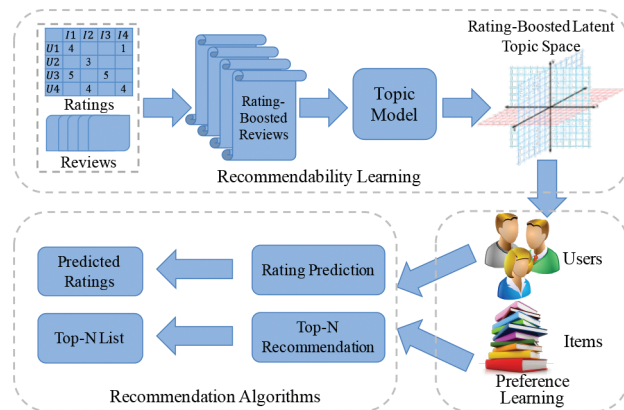 I1 I2 I3 I4
U1 4 1
U2 3
U3 5 5
U4 4 4
Ratings
Reviews
Rating-
Boosted
Reviews
Topic
Model
Rating-Boosted Latent
Topic Space
Recommendability Learning
Predicted
Ratings
Rating Prediction
Users
Top-N List
Top-N
Recommendation
Items
Preference
Learning
Recommendation Algorithms